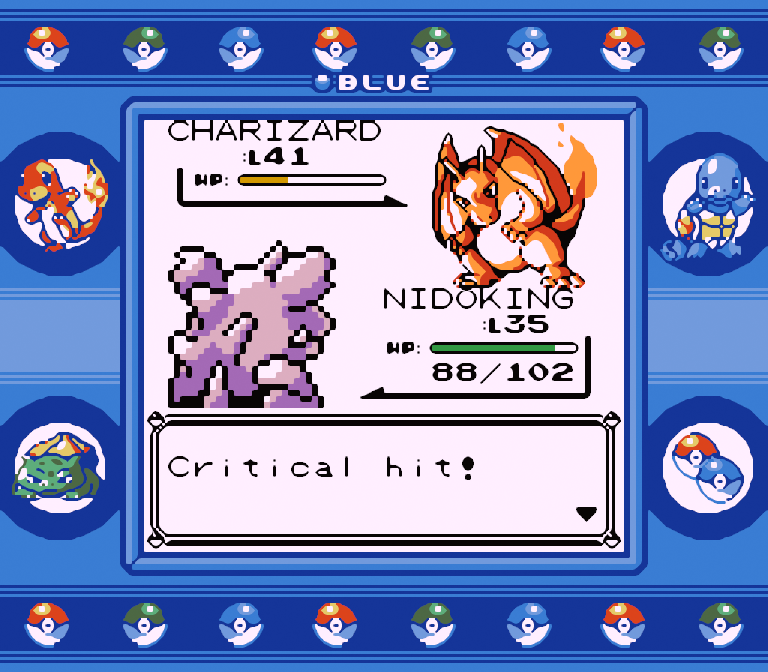 BLUE
CHARIZARD
:L41
HP:
NIDOKING
:L35
HP:
88/102
Critical hit!